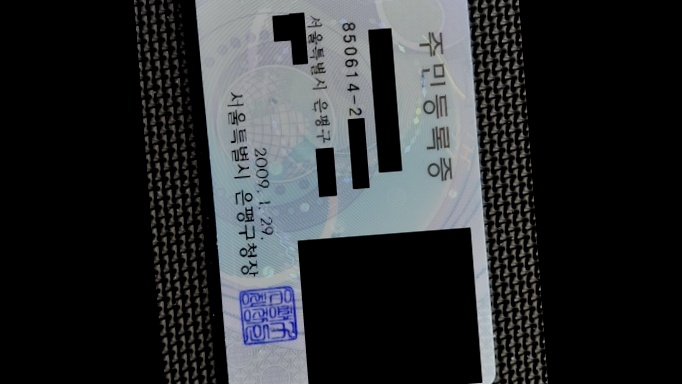 주민등록증
850614-2
서울특별시 은평구
2009. 1. 29.
서울특별시 은평구청장